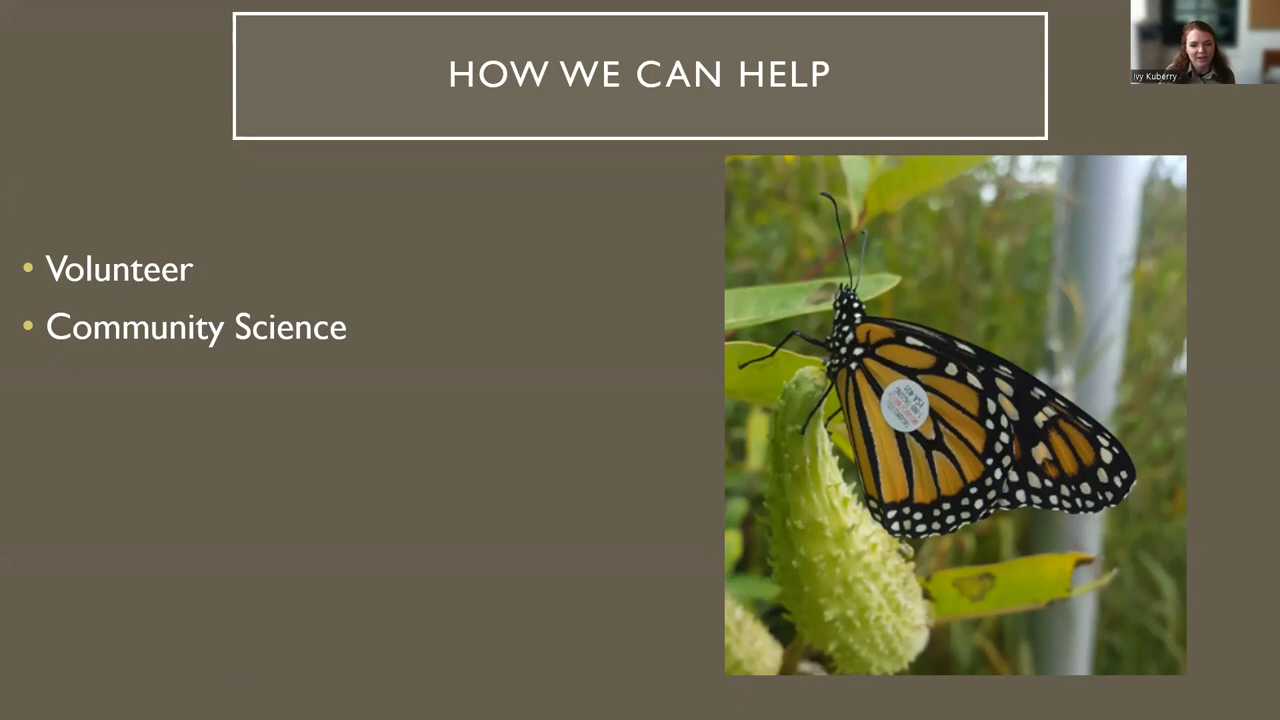 HOW WE CAN HELP
Ivy Kuberry
• Volunteer
• Community Science